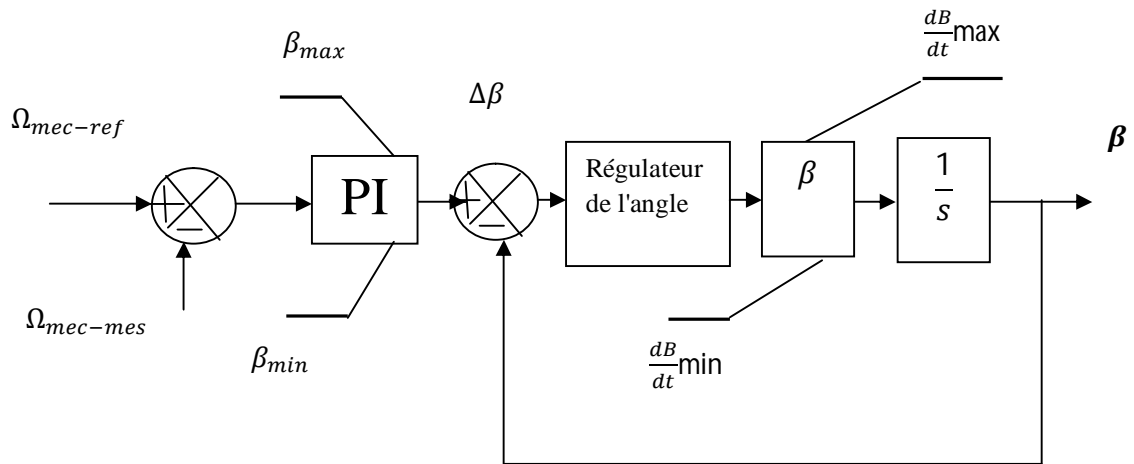 dB/dt max
β_max
Δβ
Ω_mec−ref
β
PI
Régulateur
de l'angle
β
1/s
+
−
+
−
Ω_mec−mes
β_min
dB/dt min